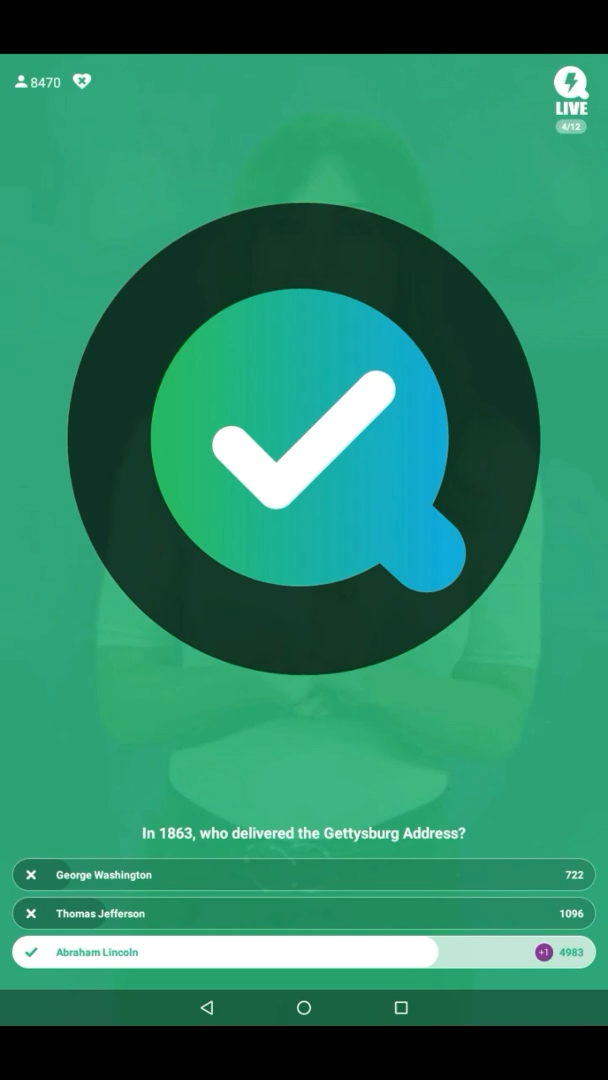 8470
LIVE
4/12
In 1863, who delivered the Gettysburg Address?
George Washington 722
Thomas Jefferson 1096
Abraham Lincoln +1 4983